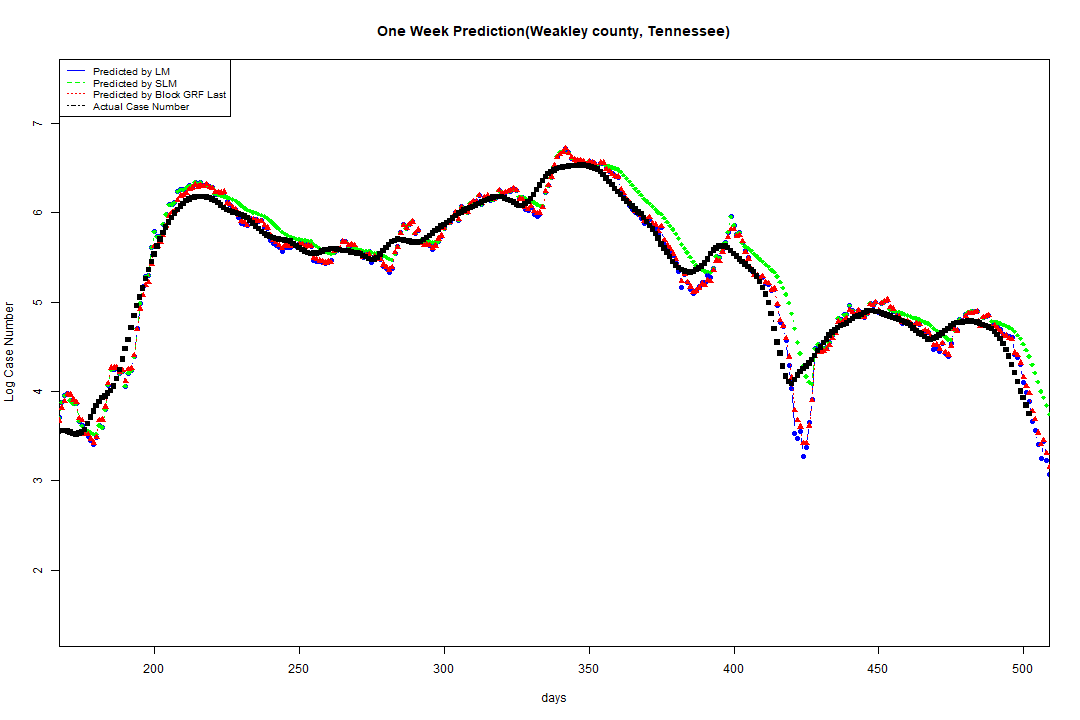 One Week Prediction(Weakley county, Tennessee)
Predicted by LM
Predicted by SLM
Predicted by Block GRF Last
Actual Case Number
Log Case Number
7
6
5
4
3
2
200 250 300 350 400 450 500
days